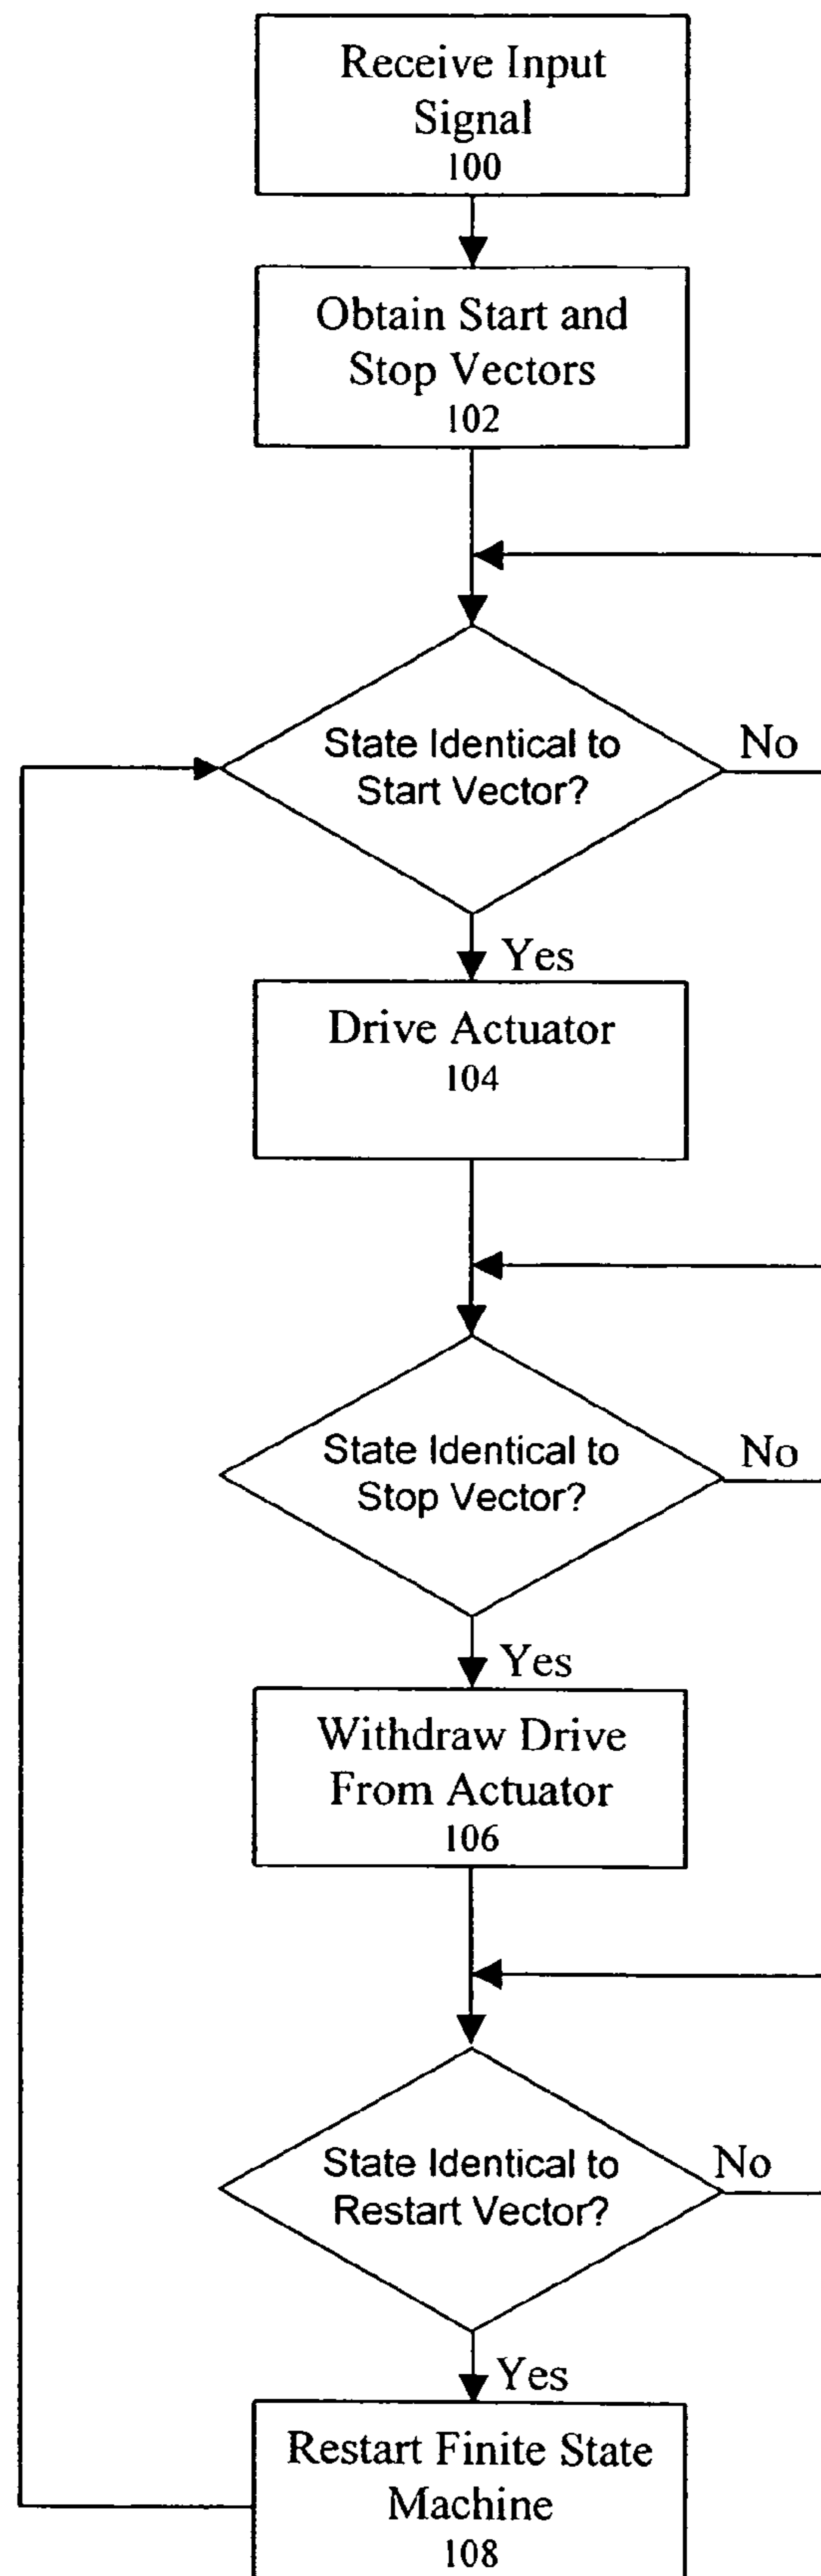 Receive Input
Signal
100
Obtain Start and
Stop Vectors
102
State Identical to
Start Vector?
No
Yes
Drive Actuator
104
State Identical to
Stop Vector?
No
Yes
Withdraw Drive
From Actuator
106
State Identical to
Restart Vector?
No
Yes
Restart Finite State
Machine
108